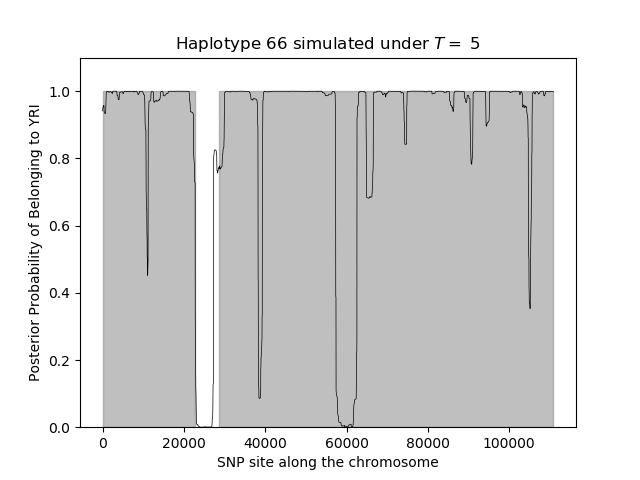 Haplotype 66 simulated under T = 5
Posterior Probability of Belonging to YRI
1.0
0.8
0.6
0.4
0.2
0.0
0 20000 40000 60000 80000 100000
SNP site along the chromosome